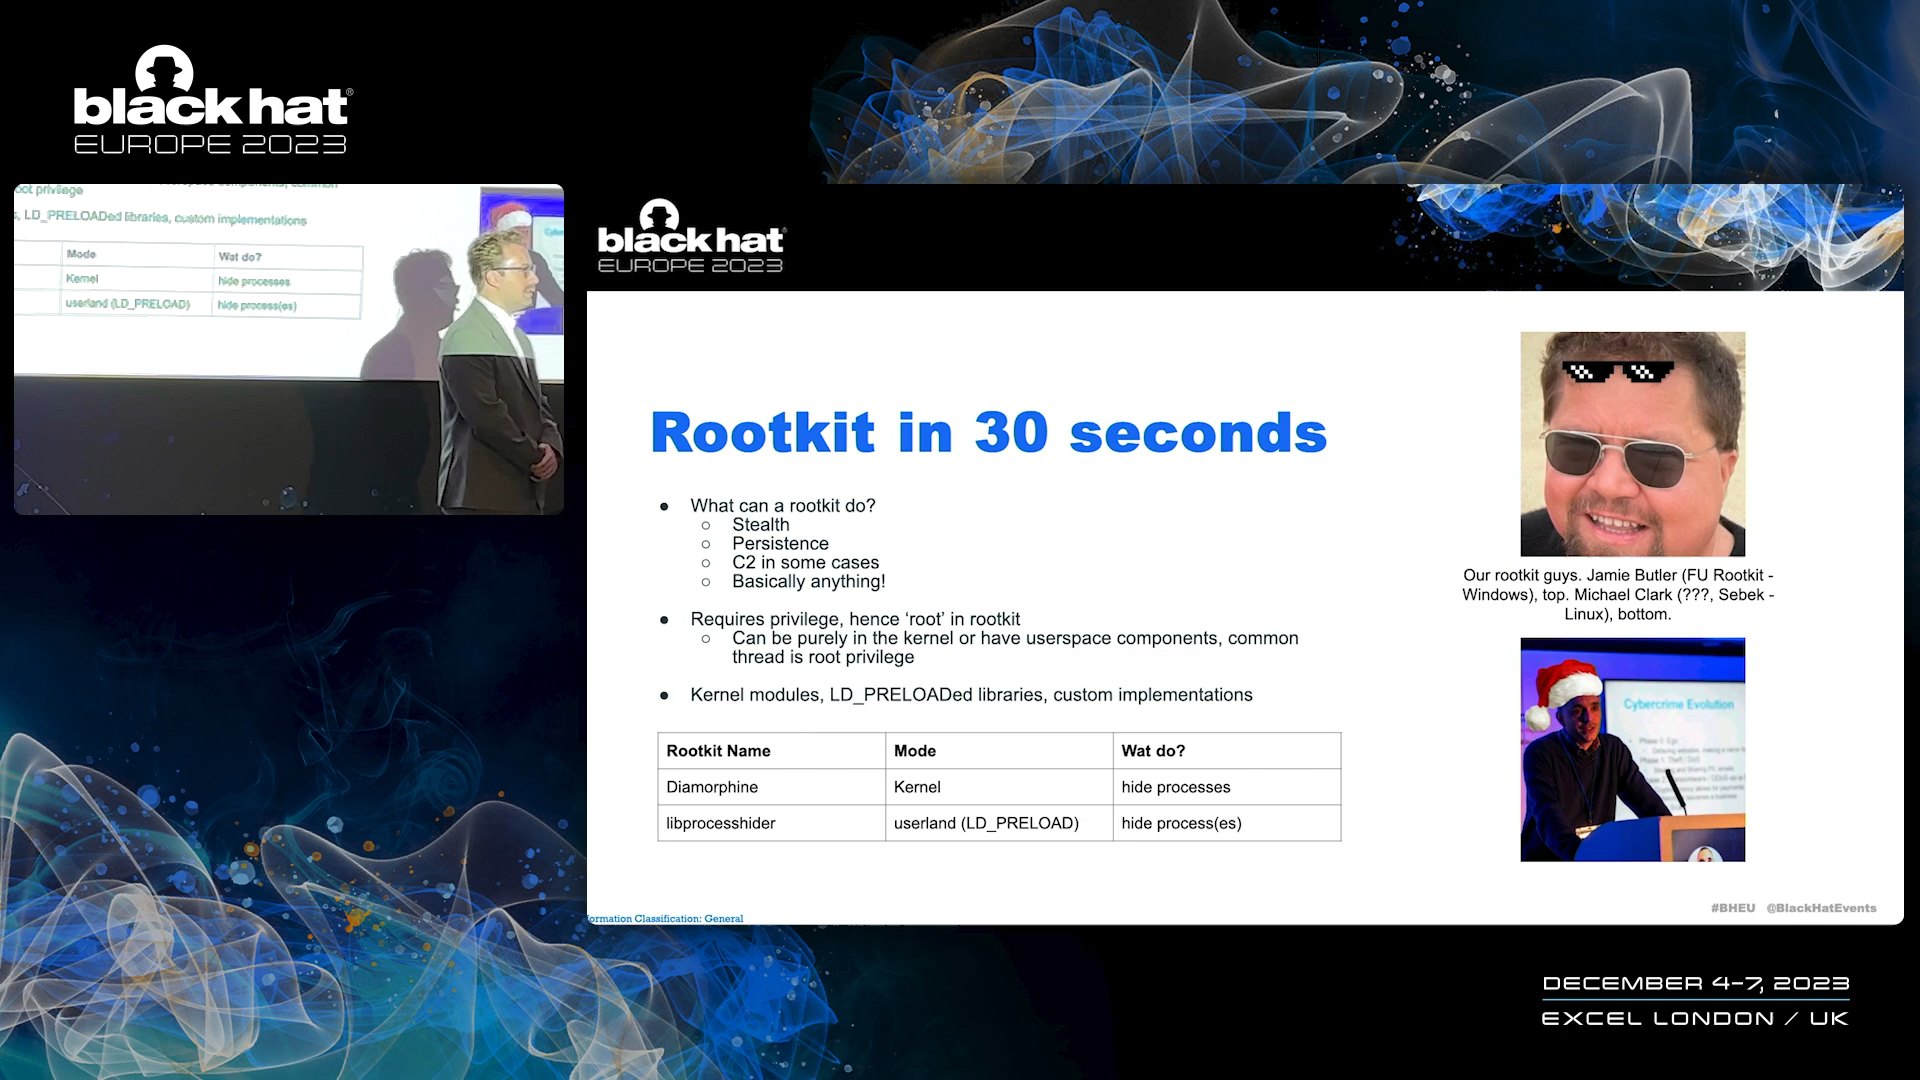 black hat®
EUROPE 2023
oot privilege
, LD_PRELOADed libraries, custom implementations
Mode Wat do?
Kernel hide processes
userland (LD_PRELOAD) hide process(es)
black hat®
EUROPE 2023
Rootkit in 30 seconds
● What can a rootkit do?
○ Stealth
○ Persistence
○ C2 in some cases
○ Basically anything!
● Requires privilege, hence ‘root’ in rootkit
○ Can be purely in the kernel or have userspace components, common
thread is root privilege
● Kernel modules, LD_PRELOADed libraries, custom implementations
Rootkit Name Mode Wat do?
Diamorphine Kernel hide processes
libprocesshider userland (LD_PRELOAD) hide process(es)
Our rootkit guys. Jamie Butler (FU Rootkit -
Windows), top. Michael Clark (???, Sebek -
Linux), bottom.
Cybercrime Evolution
ormation Classification: General
#BHEU @BlackHatEvents
DECEMBER 4-7, 2023
EXCEL LONDON / UK